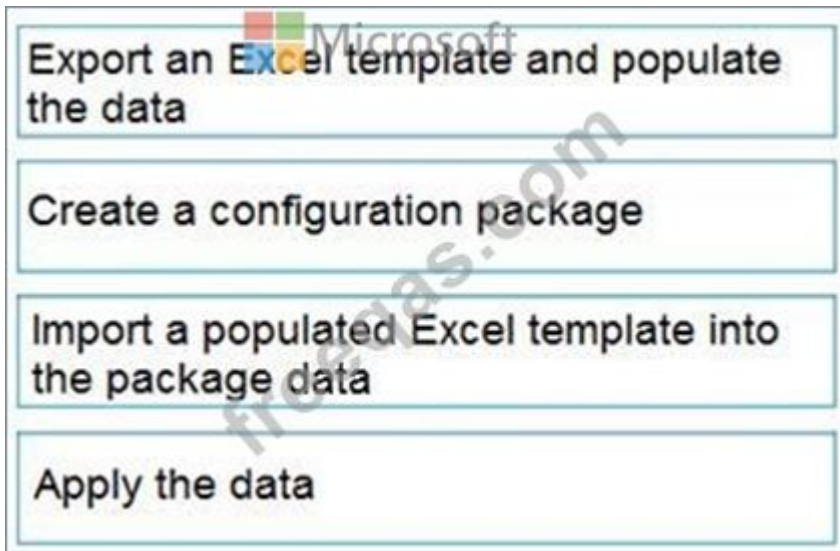 Microsoft
Export an Excel template and populate
the data
Create a configuration package
Import a populated Excel template into
the package data
Apply the data
freeqas.com